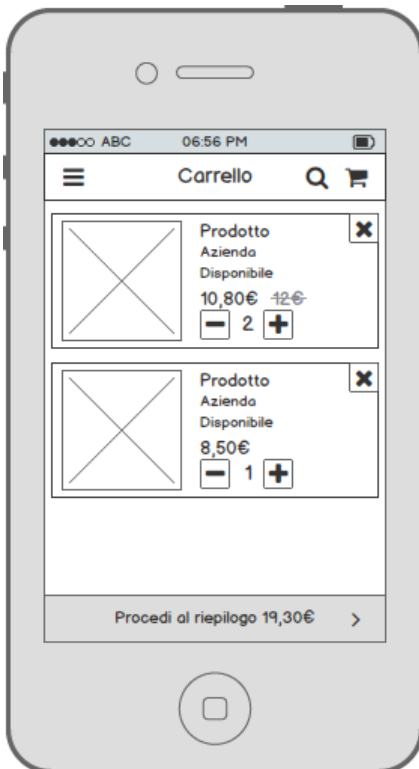 ABC 06:56 PM
Carrello
Prodotto
Azienda
Disponibile
10,80€ 12€
2
Prodotto
Azienda
Disponibile
8,50€
1
Procedi al riepilogo 19,30€